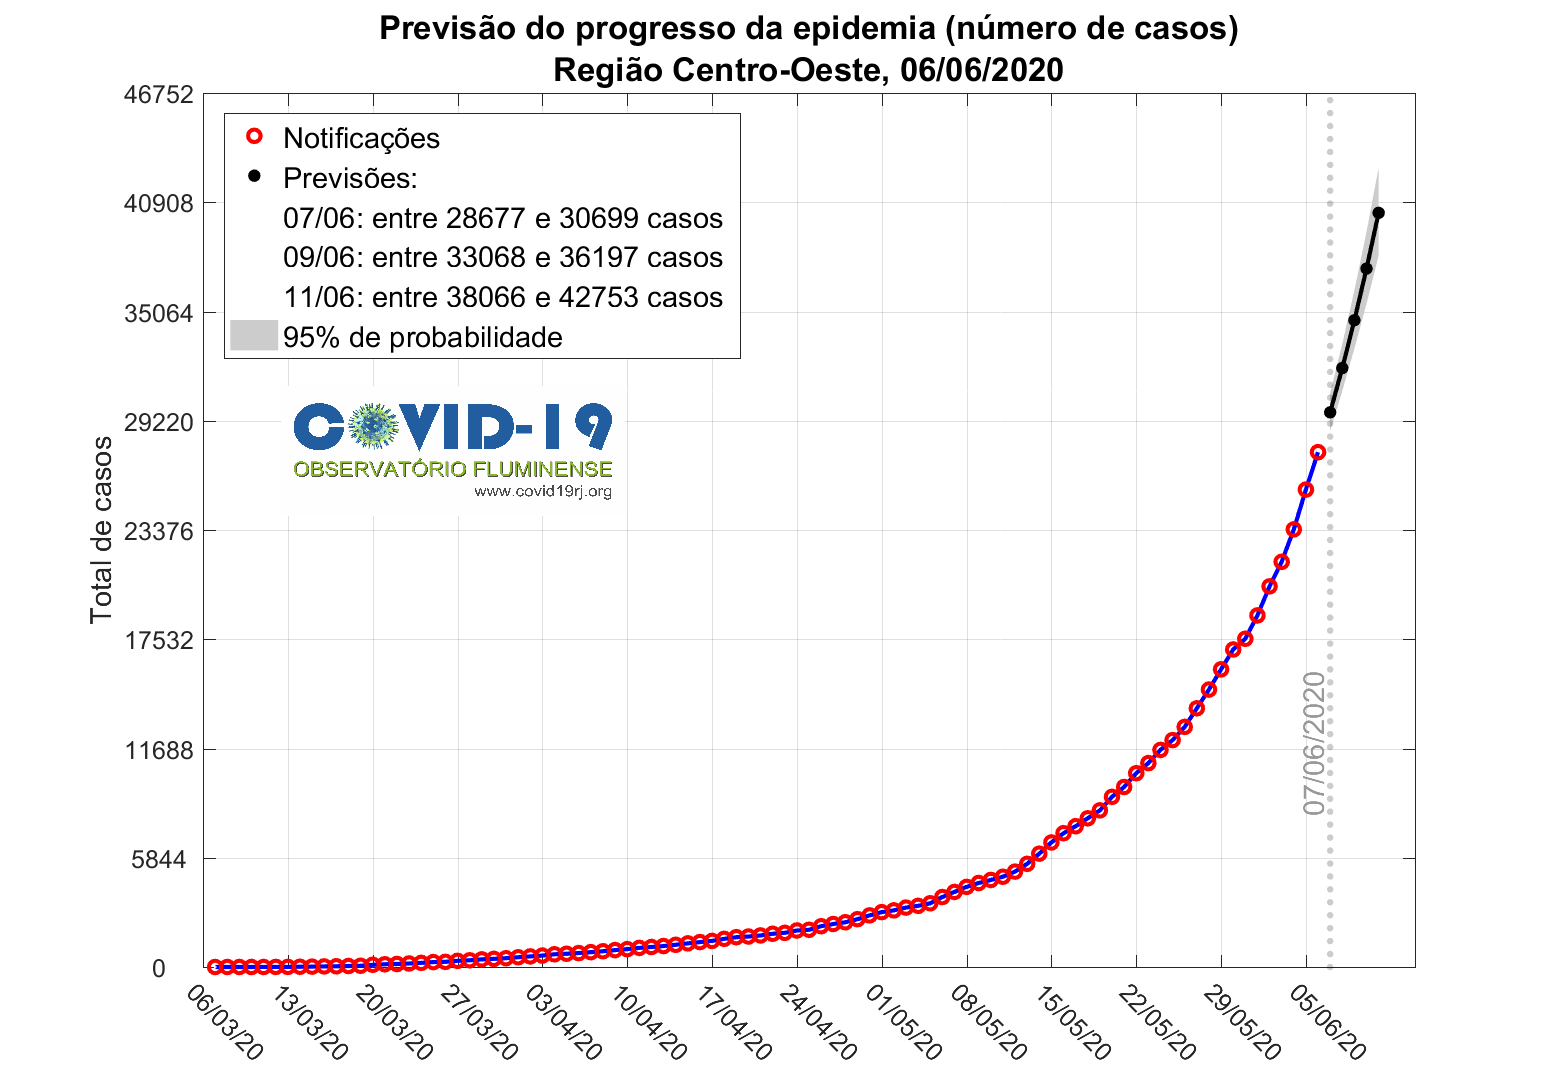 Previsão do progresso da epidemia (número de casos)
Região Centro-Oeste, 06/06/2020
46752
40908
35064
29220
23376
17532
11688
5844
0
Total de casos
Notificações
Previsões:
07/06: entre 28677 e 30699 casos
09/06: entre 33068 e 36197 casos
11/06: entre 38066 e 42753 casos
95% de probabilidade
COVID-19
OBSERVATÓRIO FLUMINENSE
www.covid19rj.org
07/06/2020
06/03/20
13/03/20
20/03/20
27/03/20
03/04/20
10/04/20
17/04/20
24/04/20
01/05/20
08/05/20
15/05/20
22/05/20
29/05/20
05/06/20